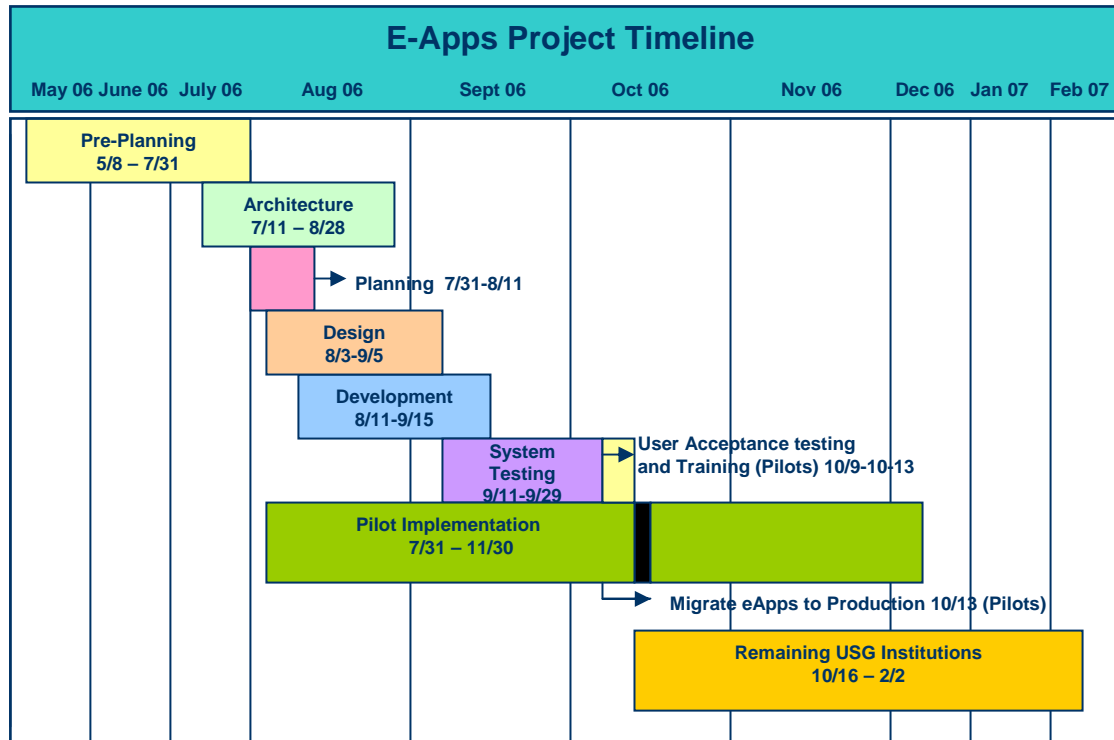 E-Apps Project Timeline
May 06 June 06 July 06 Aug 06 Sept 06 Oct 06 Nov 06 Dec 06 Jan 07 Feb 07
Pre-Planning
5/8 – 7/31
Architecture
7/11 – 8/28
Planning 7/31-8/11
Design
8/3-9/5
Development
8/11-9/15
System
Testing
9/11-9/29
User Acceptance testing
and Training (Pilots) 10/9-10-13
Pilot Implementation
7/31 – 11/30
Migrate eApps to Production 10/13 (Pilots)
Remaining USG Institutions
10/16 – 2/2